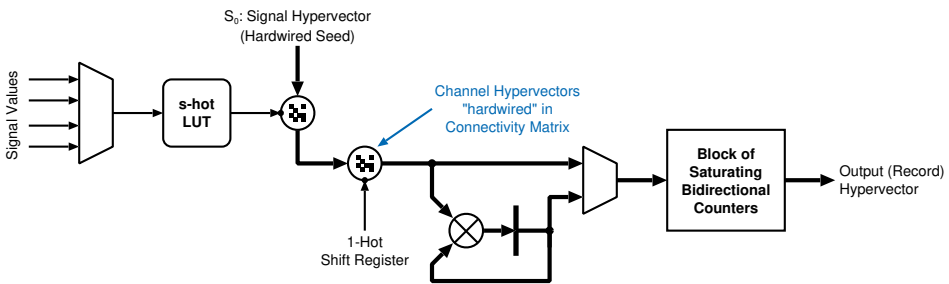 S₀: Signal Hypervector
(Hardwired Seed)
Signal Values
s-hot
LUT
Channel Hypervectors
"hardwired" in
Connectivity Matrix
1-Hot
Shift Register
Block of
Saturating
Bidirectional
Counters
Output (Record)
Hypervector